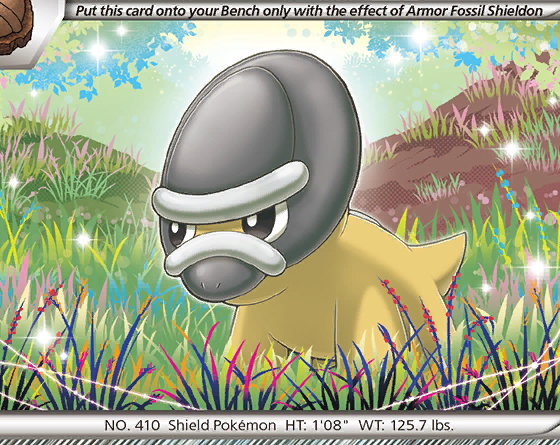 Put this card onto your Bench only with the effect of Armor Fossil Shieldon
NO. 410 Shield Pokémon HT: 1'08" WT: 125.7 lbs.